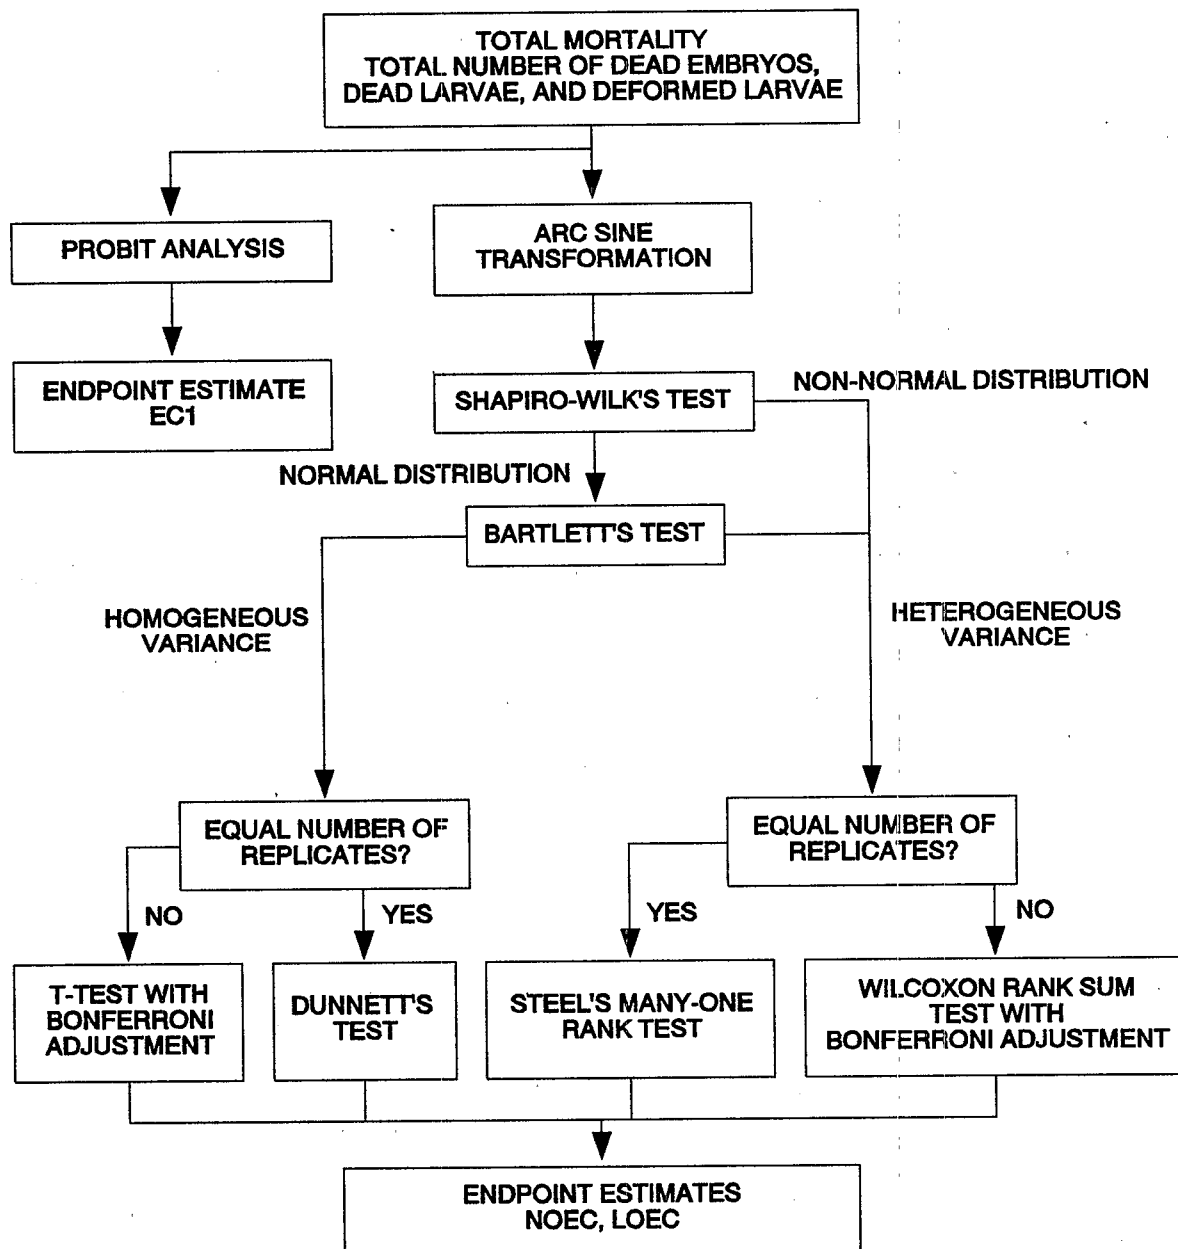 TOTAL MORTALITY
TOTAL NUMBER OF DEAD EMBRYOS,
DEAD LARVAE, AND DEFORMED LARVAE
PROBIT ANALYSIS
ARC SINE
TRANSFORMATION
ENDPOINT ESTIMATE
EC1
SHAPIRO-WILK'S TEST
NON-NORMAL DISTRIBUTION
NORMAL DISTRIBUTION
BARTLETT'S TEST
HOMOGENEOUS
VARIANCE
HETEROGENEOUS
VARIANCE
EQUAL NUMBER OF
REPLICATES?
EQUAL NUMBER OF
REPLICATES?
NO
YES
YES
NO
T-TEST WITH
BONFERRONI
ADJUSTMENT
DUNNETT'S
TEST
STEEL'S MANY-ONE
RANK TEST
WILCOXON RANK SUM
TEST WITH
BONFERRONI ADJUSTMENT
ENDPOINT ESTIMATES
NOEC, LOEC